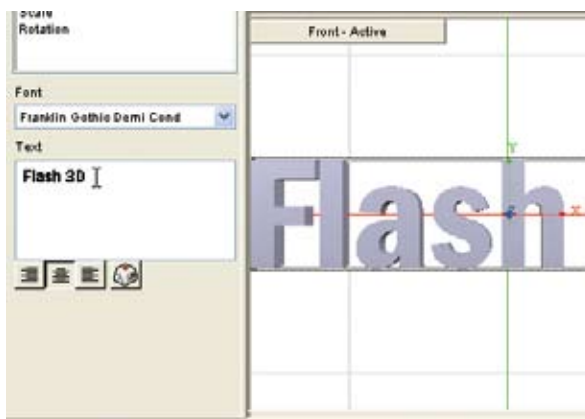 Scale
Rotation
Front - Active
Font
Franklin Gothic Demi Cond
Text
Flash 3D
Y
X
Flash